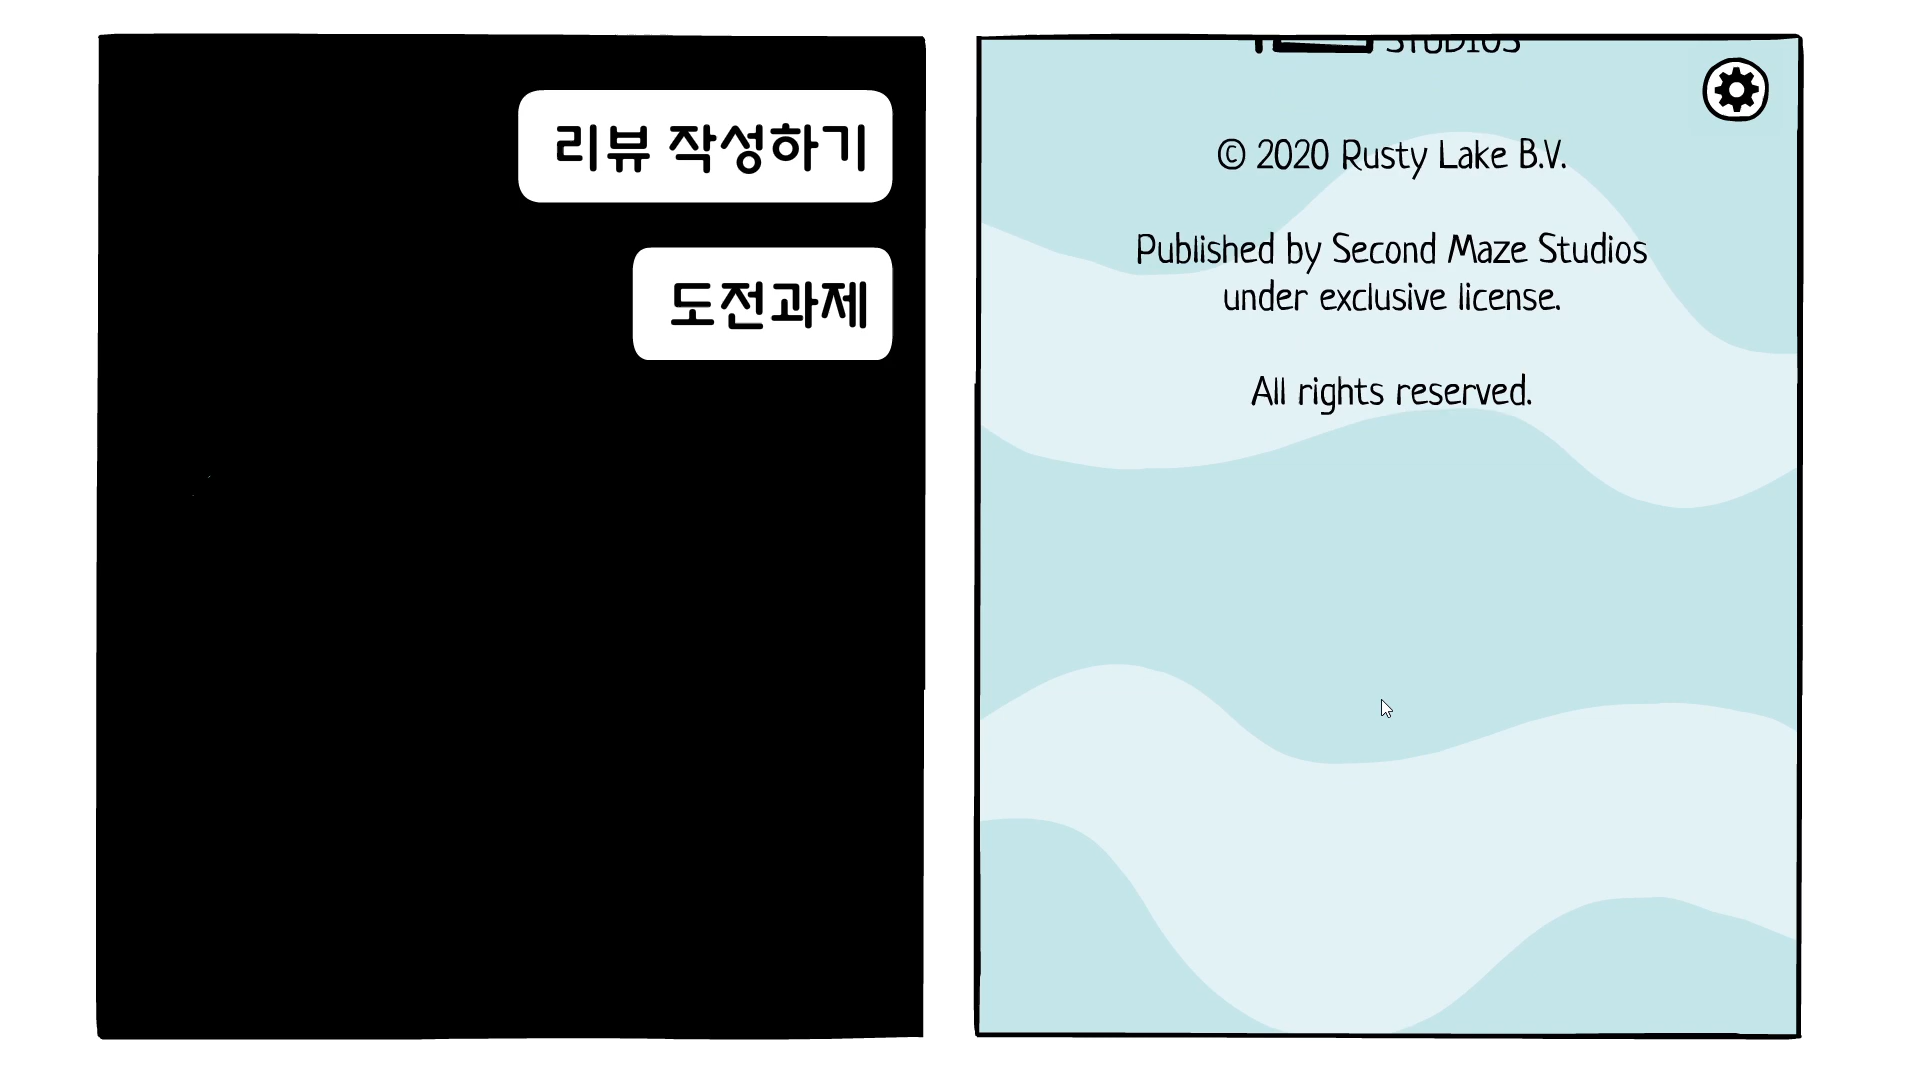 리뷰 작성하기
도전과제
STUDIOS
© 2020 Rusty Lake B.V.
Published by Second Maze Studios
under exclusive license.
All rights reserved.